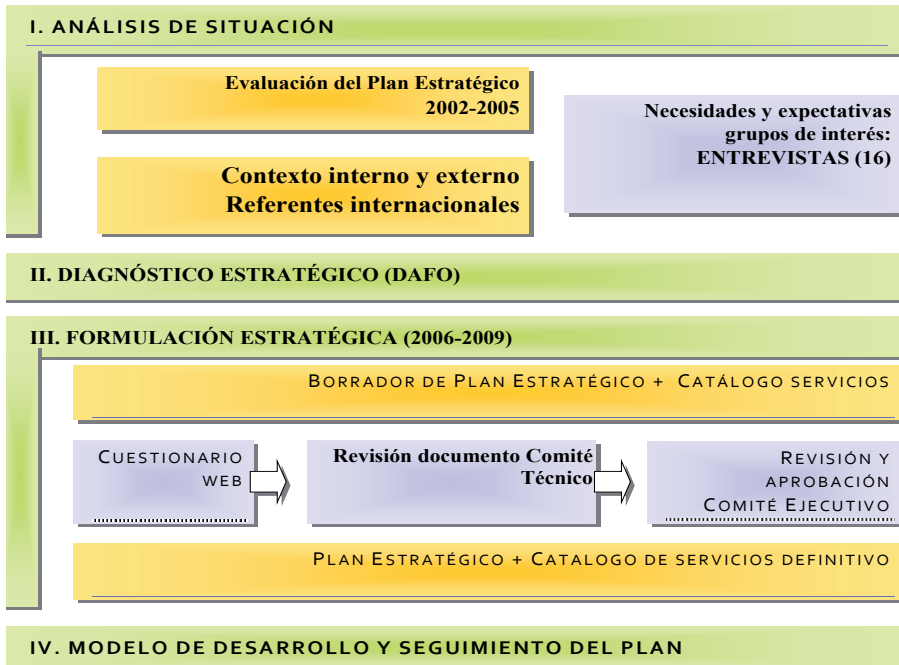 I. ANÁLISIS DE SITUACIÓN
Evaluación del Plan Estratégico
2002-2005
Necesidades y expectativas
grupos de interés:
ENTREVISTAS (16)
Contexto interno y externo
Referentes internacionales
II. DIAGNÓSTICO ESTRATÉGICO (DAFO)
III. FORMULACIÓN ESTRATÉGICA (2006-2009)
BORRADOR DE PLAN ESTRATÉGICO + CATÁLOGO SERVICIOS
CUESTIONARIO
WEB
Revisión documento Comité
Técnico
REVISIÓN Y
APROBACIÓN
COMITÉ EJECUTIVO
PLAN ESTRATÉGICO + CATALOGO DE SERVICIOS DEFINITIVO
IV. MODELO DE DESARROLLO Y SEGUIMIENTO DEL PLAN